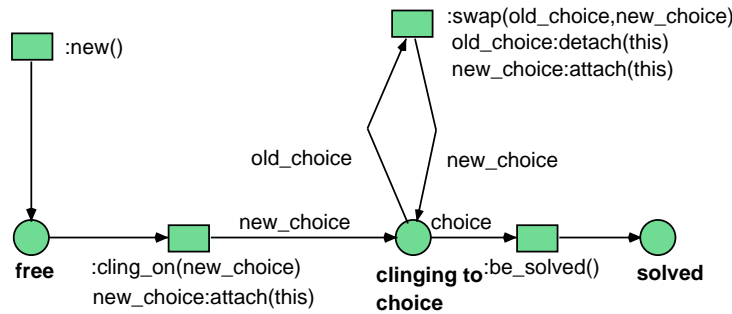 :swap(old_choice,new_choice)
:new()
old_choice:detach(this)
new_choice:attach(this)
old_choice
new_choice
new_choice
choice
free
:cling_on(new_choice)
new_choice:attach(this)
clinging to
choice
:be_solved()
solved